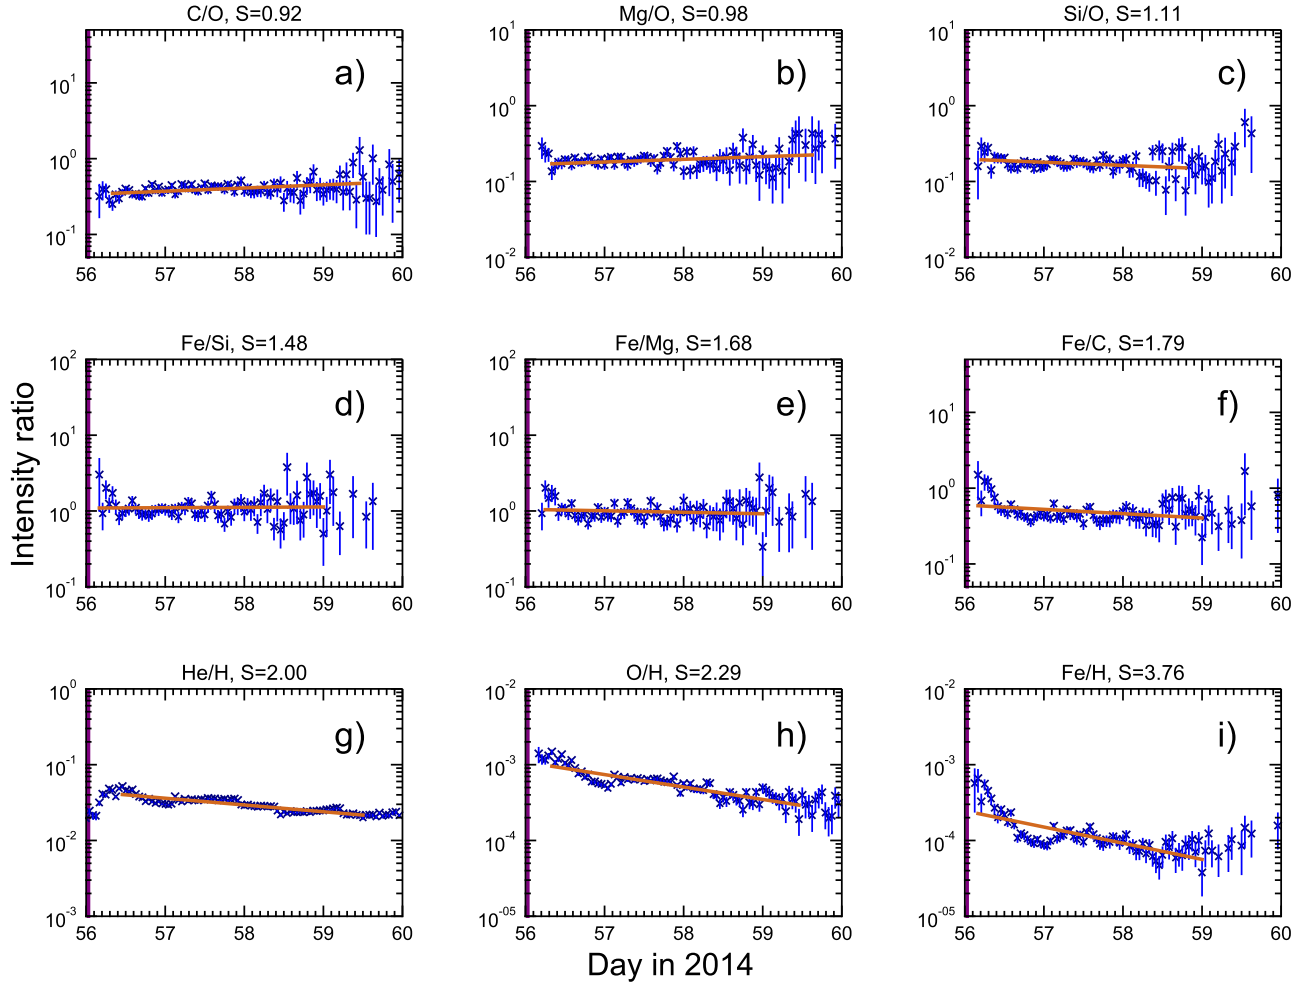 C/O, S=0.92 Mg/O, S=0.98 Si/O, S=1.11
a) b) c)
10^1 10^0 10^-1
10^1 10^0 10^-1 10^-2
10^1 10^0 10^-1 10^-2
56 57 58 59 60 56 57 58 59 60 56 57 58 59 60
Fe/Si, S=1.48 Fe/Mg, S=1.68 Fe/C, S=1.79
d) e) f)
10^2 10^1 10^0 10^-1
10^2 10^1 10^0 10^-1
10^1 10^0 10^-1
56 57 58 59 60 56 57 58 59 60 56 57 58 59 60
Intensity ratio
He/H, S=2.00 O/H, S=2.29 Fe/H, S=3.76
g) h) i)
10^0 10^-1 10^-2 10^-3
10^-2 10^-3 10^-4 10^-05
10^-2 10^-3 10^-4 10^-05
56 57 58 59 60 56 57 58 59 60 56 57 58 59 60
Day in 2014